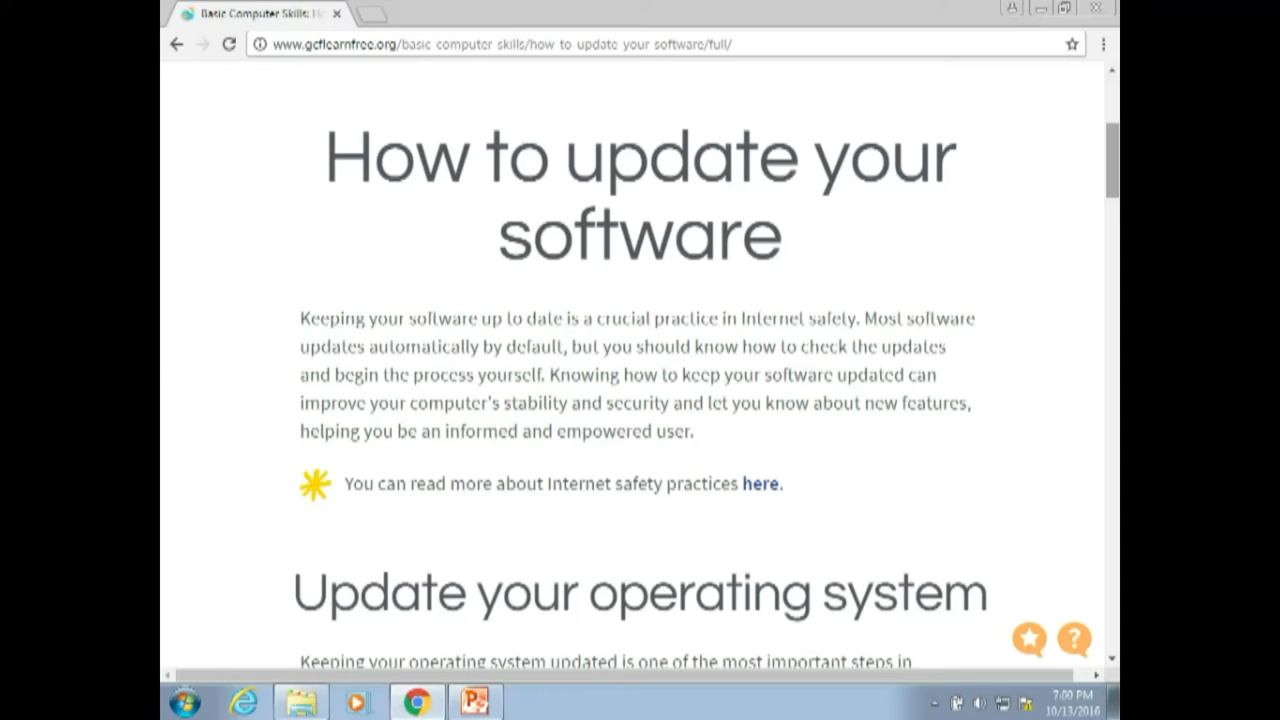 Basic Computer Skills: Ho
www.gcflearnfree.org/basic computer skills/how to update your software/full/
How to update your
software
Keeping your software up to date is a crucial practice in Internet safety. Most software
updates automatically by default, but you should know how to check the updates
and begin the process yourself. Knowing how to keep your software updated can
improve your computer's stability and security and let you know about new features,
helping you be an informed and empowered user.
You can read more about Internet safety practices here.
Update your operating system
Keeping your operating system updated is one of the most important steps in
7:00 PM
10/13/2016